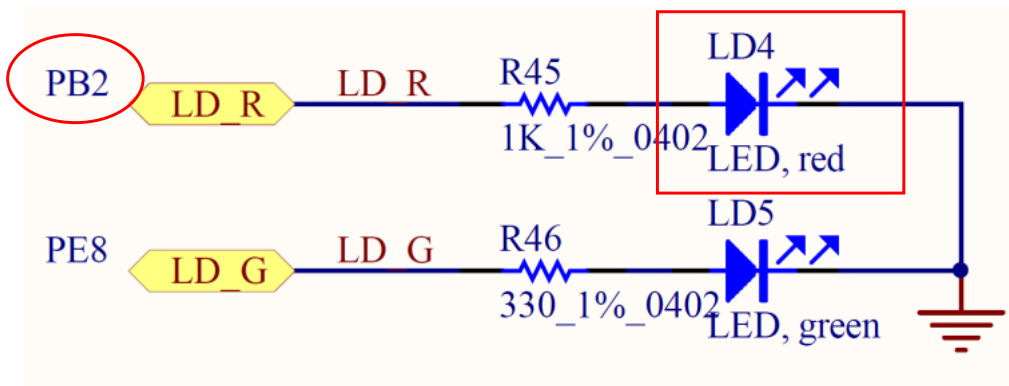 LD4
PB2 LD_R LD_R R45
1K_1%_0402
LED, red
LD5
PE8 LD_G LD_G R46
330_1%_0402
LED, green